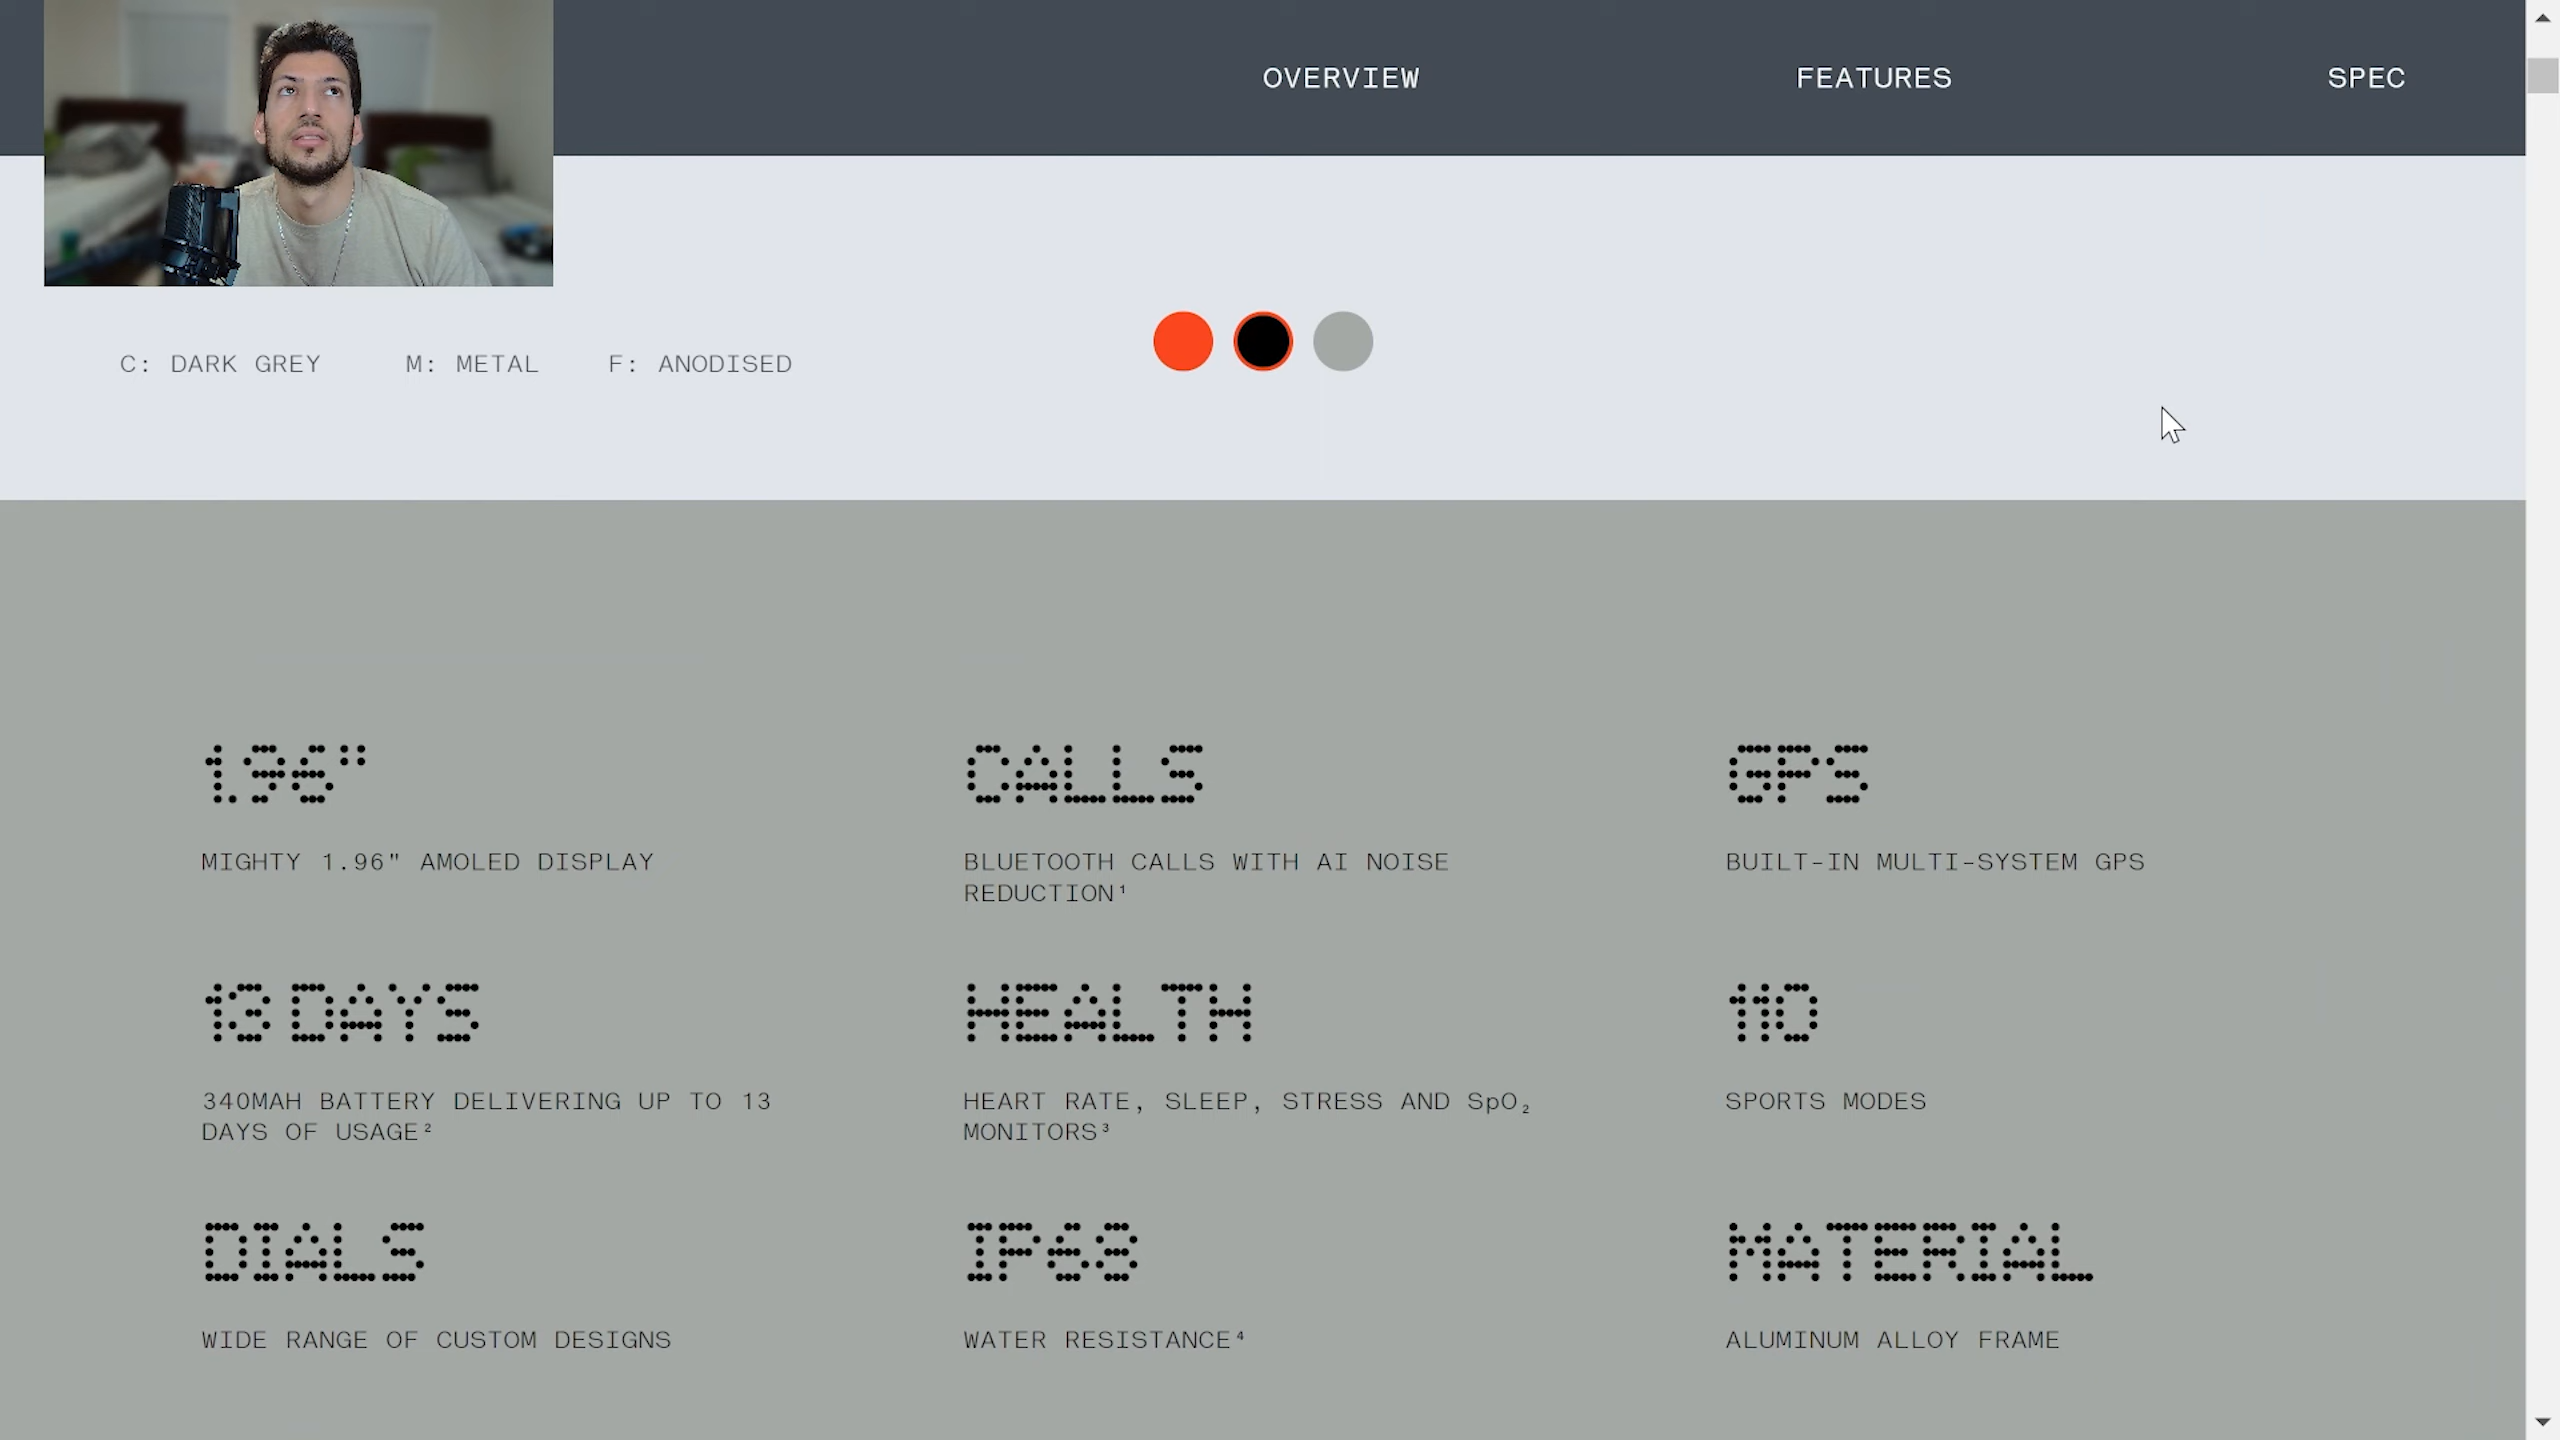 OVERVIEW FEATURES SPEC
C: DARK GREY M: METAL F: ANODISED
1.96" CALLS GPS
MIGHTY 1.96" AMOLED DISPLAY
BLUETOOTH CALLS WITH AI NOISE
REDUCTION¹
BUILT-IN MULTI-SYSTEM GPS
13 DAYS HEALTH 110
340MAH BATTERY DELIVERING UP TO 13
DAYS OF USAGE²
HEART RATE, SLEEP, STRESS AND SpO₂
MONITORS³
SPORTS MODES
DIALS IP68 MATERIAL
WIDE RANGE OF CUSTOM DESIGNS
WATER RESISTANCE⁴
ALUMINUM ALLOY FRAME